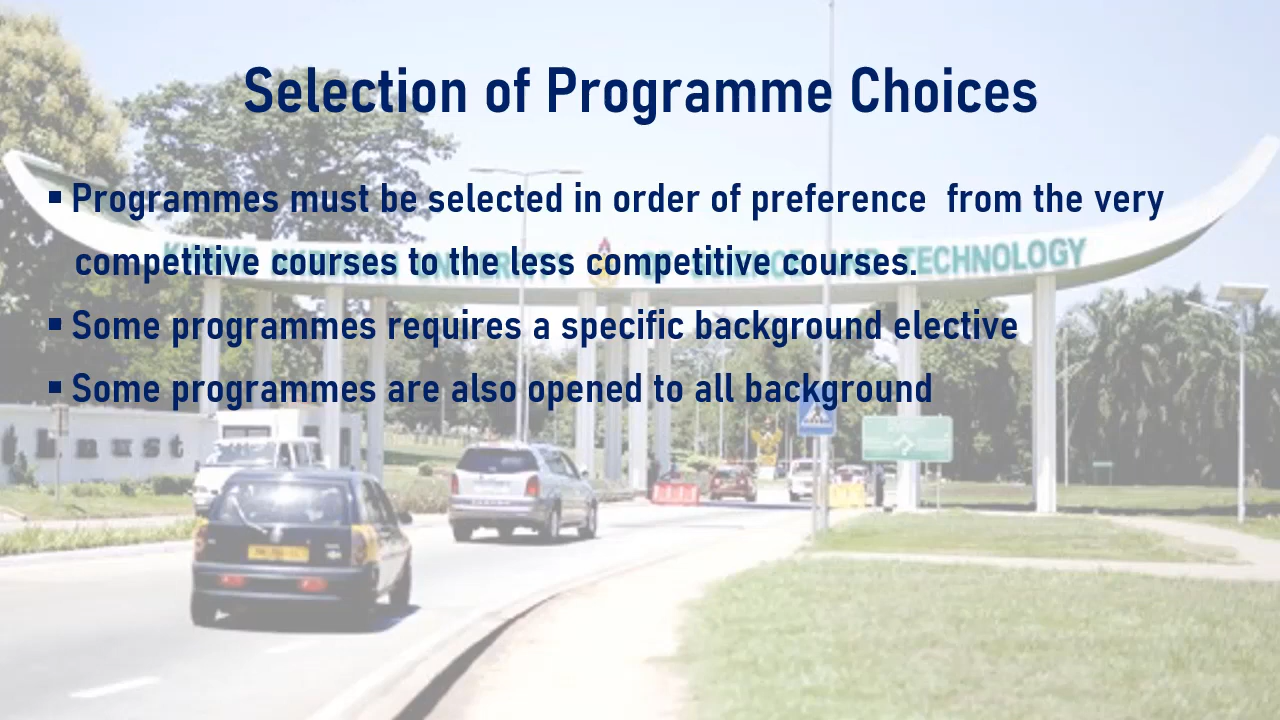 Selection of Programme Choices
▪ Programmes must be selected in order of preference from the very
competitive courses to the less competitive courses.
▪ Some programmes requires a specific background elective
▪ Some programmes are also opened to all background
TECHNOLOGY
knust